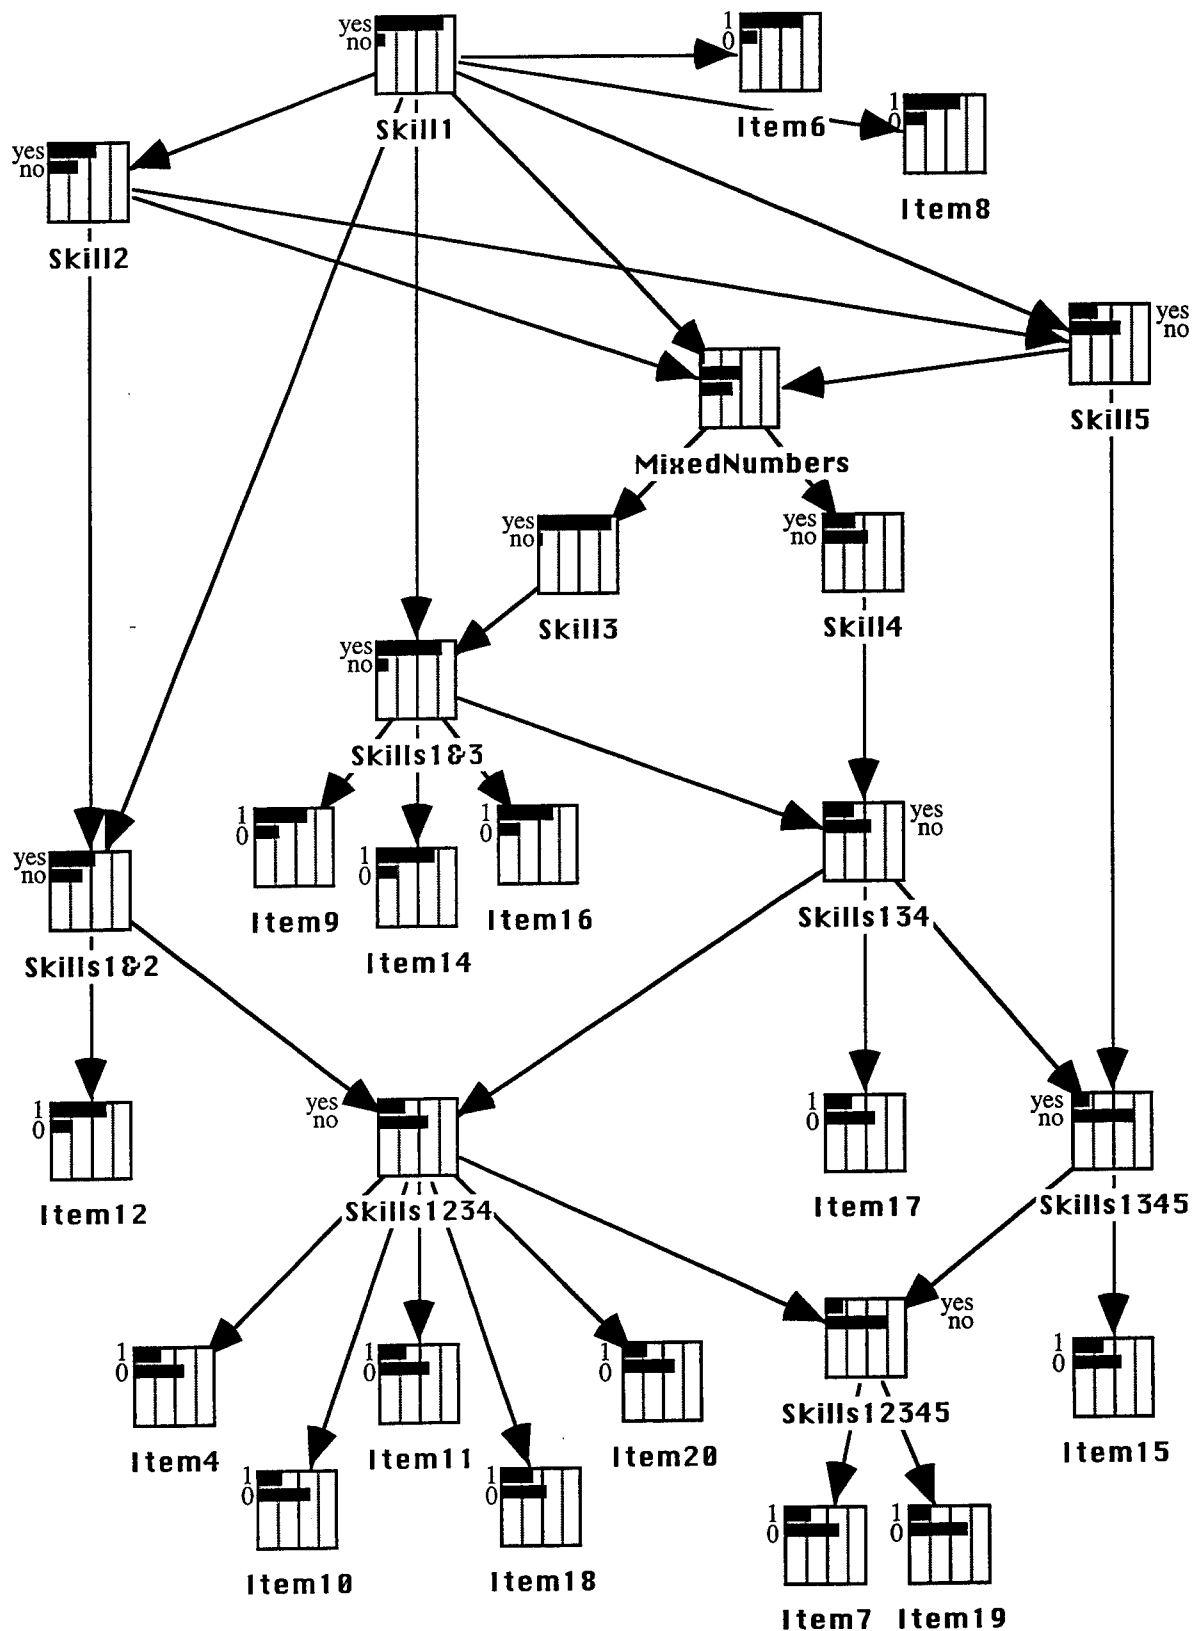 yes
no
Skill1
1
0
Item6
1
0
Item8
yes
no
Skill2
yes
no
Skill5
MixedNumbers
yes
no
Skill3
yes
no
Skill4
yes
no
Skills1&3
1
0
Item9
1
0
Item14
1
0
Item16
yes
no
Skills134
yes
no
Skills1&2
1
0
Item12
yes
no
Skills1234
1
0
Item17
yes
no
Skills1345
1
0
Item4
1
0
Item10
1
0
Item11
1
0
Item18
1
0
Item20
yes
no
Skills12345
1
0
Item15
1
0
Item7
1
0
Item19